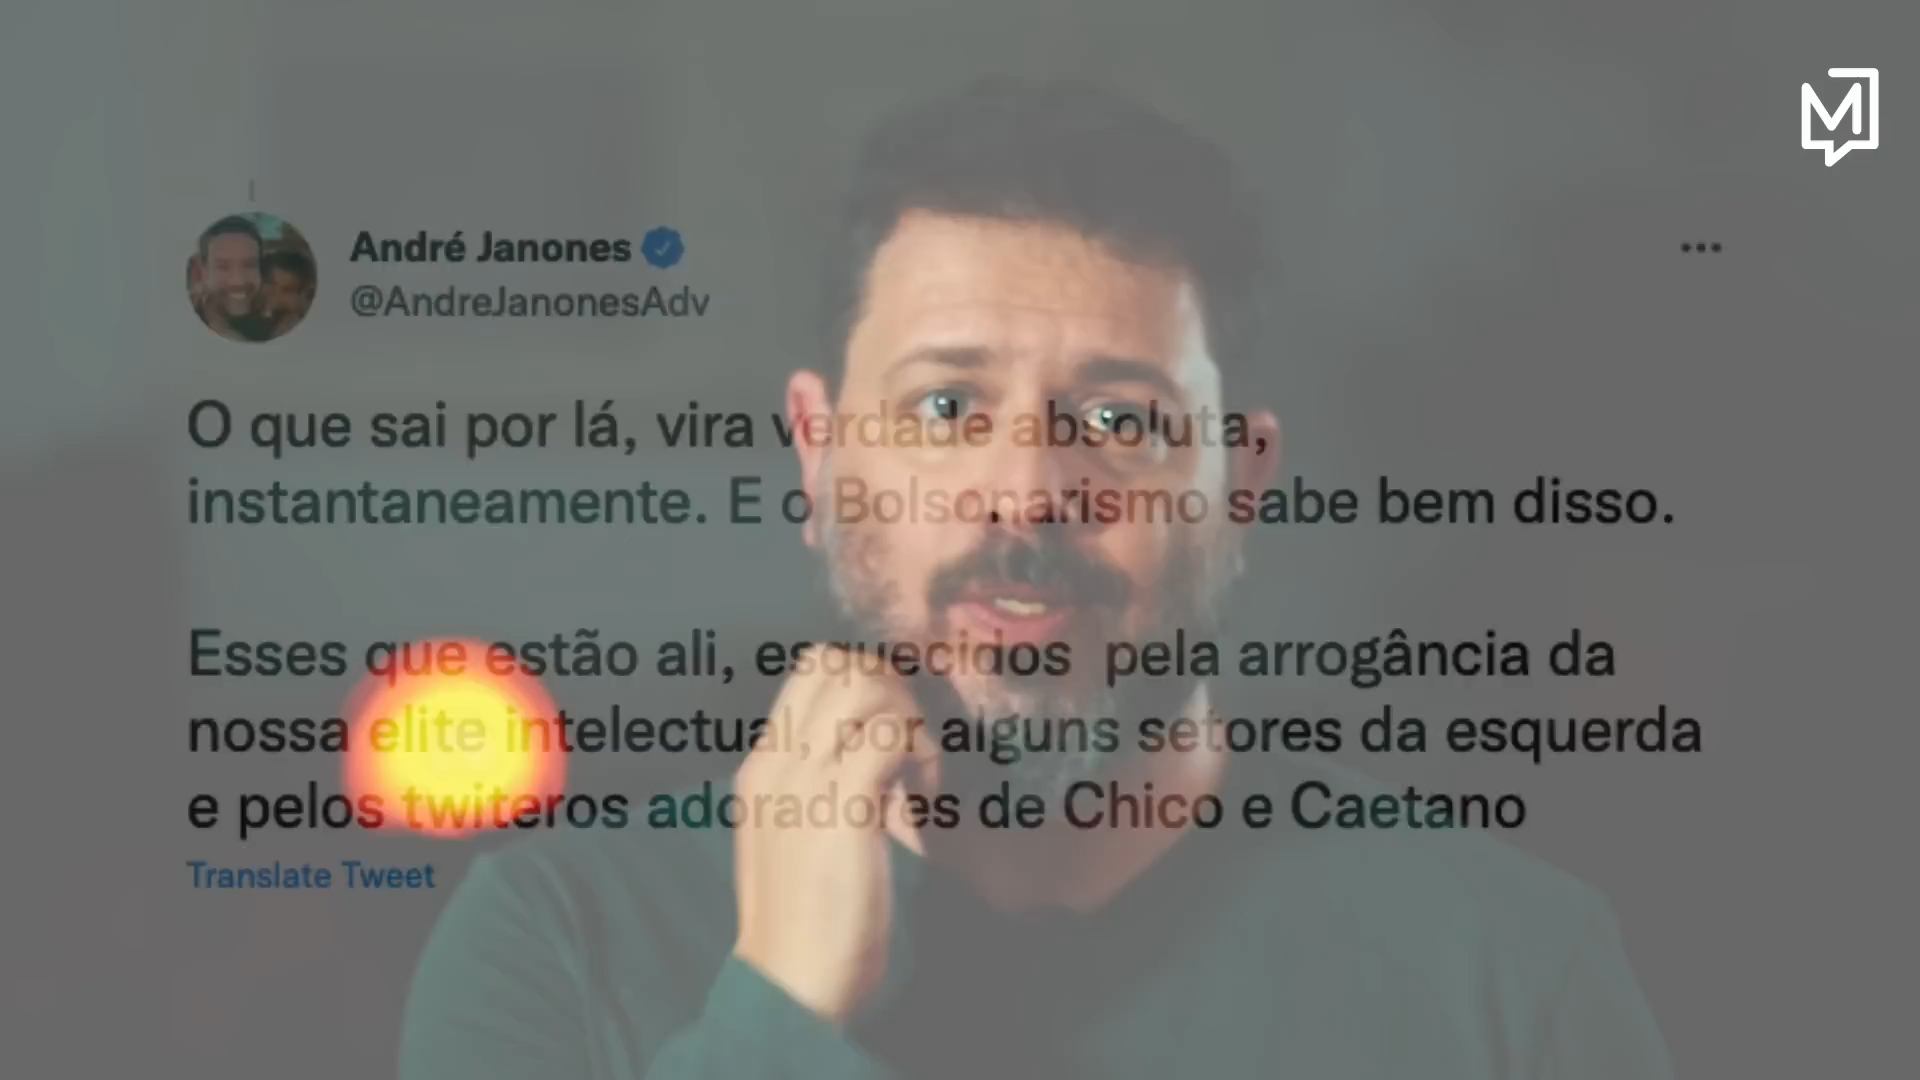 André Janones
@AndreJanonesAdv
O que sai por lá, vira verdade absoluta,
instantaneamente. E o Bolsonarismo sabe bem disso.
Esses que estão ali, esquecidos pela arrogância da
nossa elite intelectual, por alguns setores da esquerda
e pelos twiteros adoradores de Chico e Caetano
Translate Tweet
M